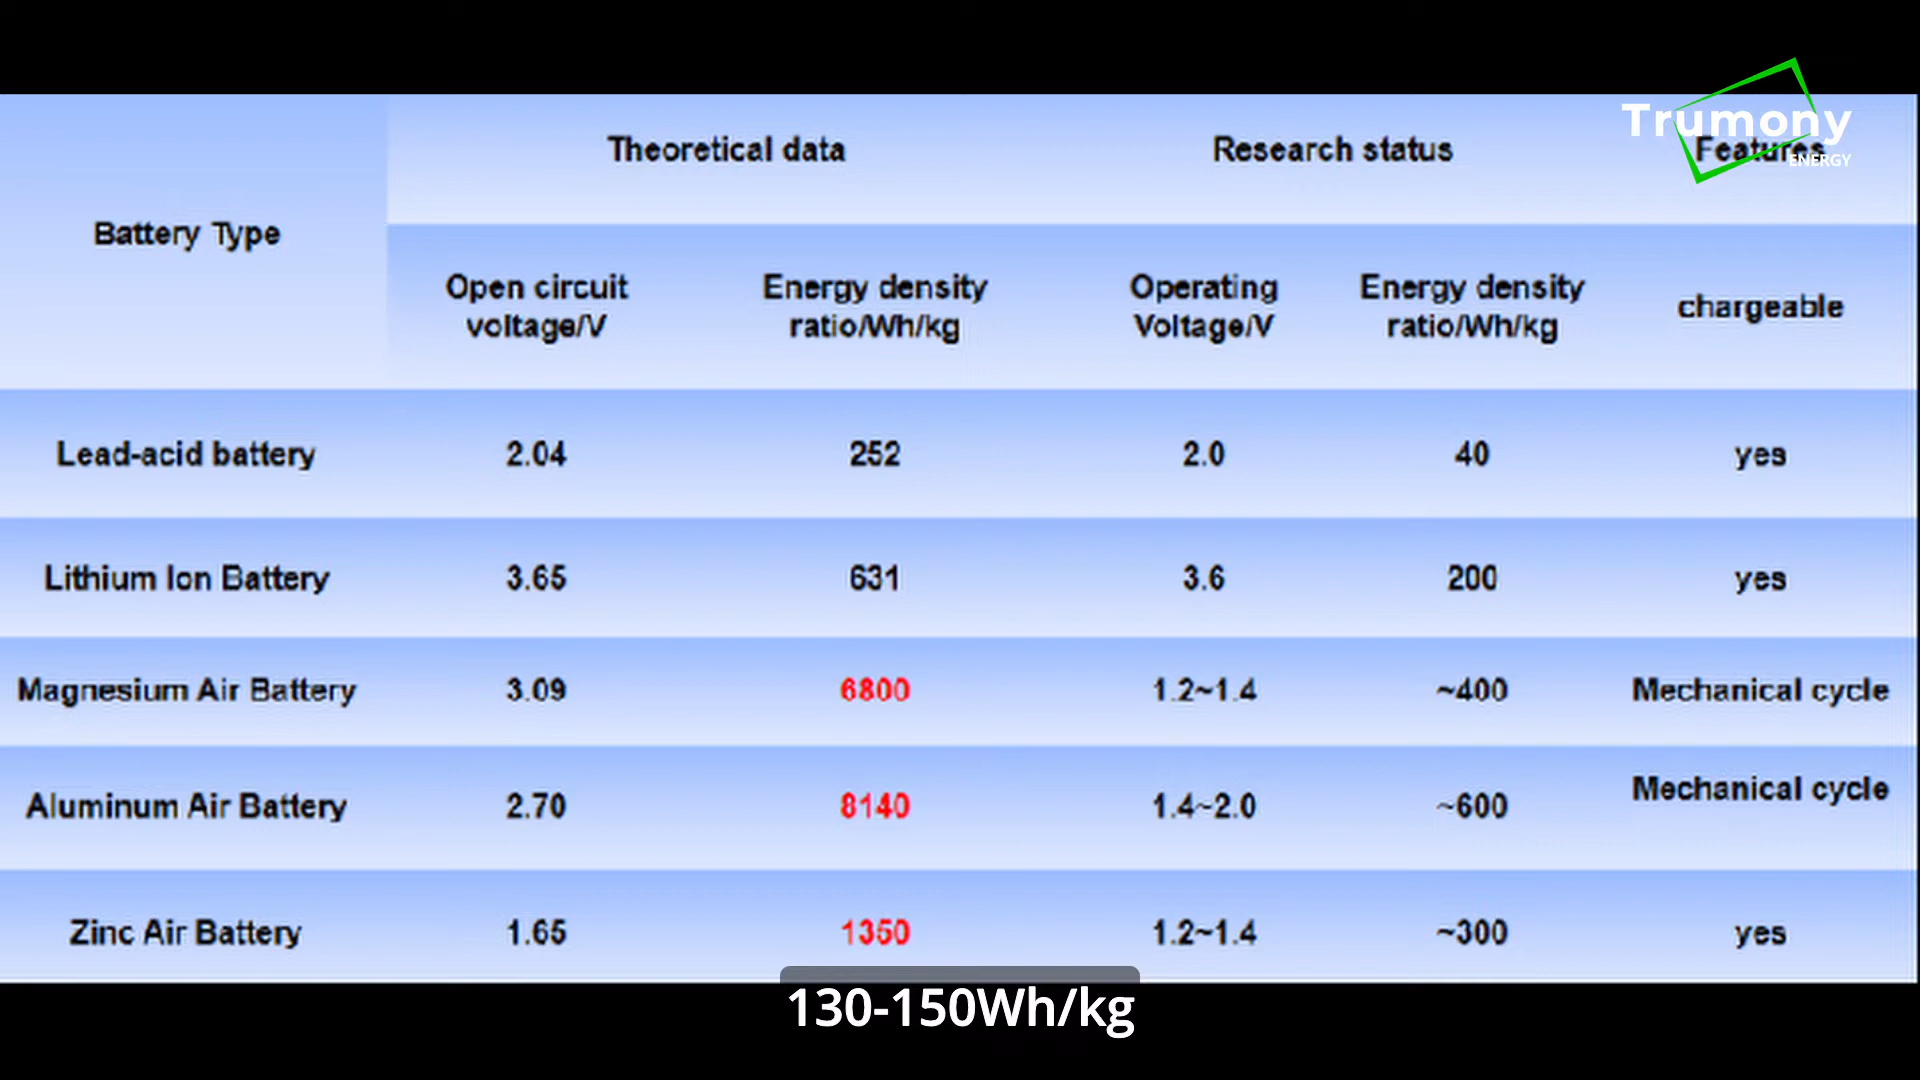 Trumony
ENERGY
Theoretical data
Research status
Features
Battery Type
Open circuit
voltage/V
Energy density
ratio/Wh/kg
Operating
Voltage/V
Energy density
ratio/Wh/kg
chargeable
Lead-acid battery 2.04 252 2.0 40 yes
Lithium Ion Battery 3.65 631 3.6 200 yes
Magnesium Air Battery 3.09 6800 1.2~1.4 ~400 Mechanical cycle
Aluminum Air Battery 2.70 8140 1.4~2.0 ~600 Mechanical cycle
Zinc Air Battery 1.65 1350 1.2~1.4 ~300 yes
130-150Wh/kg